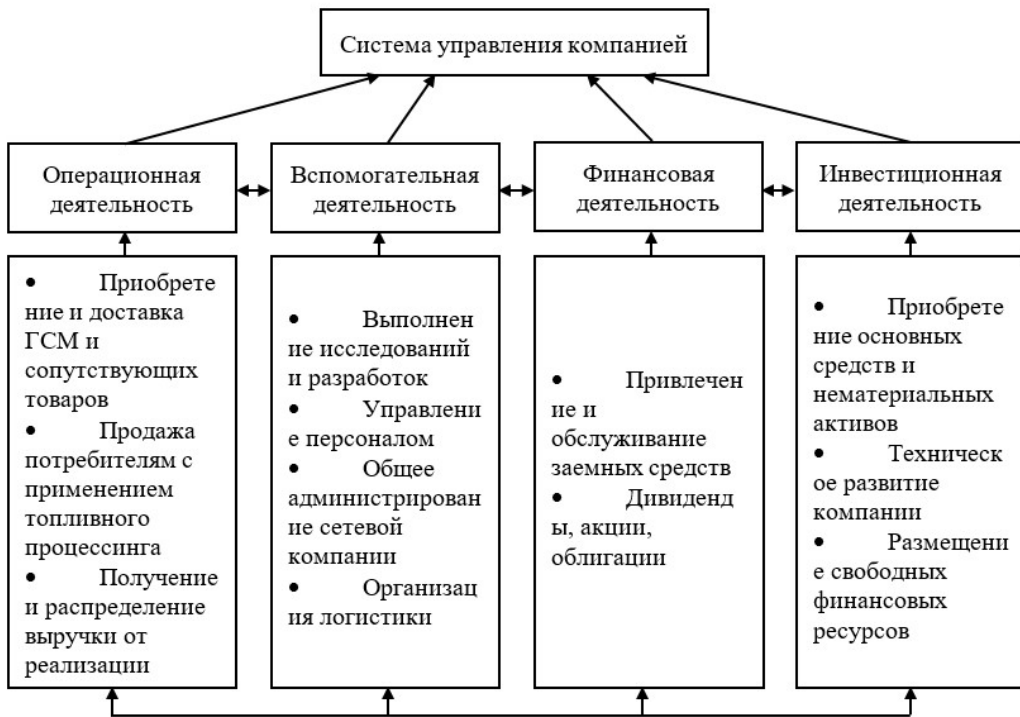 Система управления компанией
Операционная
деятельность
Вспомогательная
деятельность
Финансовая
деятельность
Инвестиционная
деятельность
• Приобрете
ние и доставка
ГСМ и
сопутствующих
товаров
• Продажа
потребителям с
применением
топливного
процессинга
• Получение
и распределение
выручки от
реализации
• Выполнен
ие исследований
и разработок
• Управлени
е персоналом
• Общее
администрирова
ние сетевой
компании
• Организац
ия логистики
• Привлечен
ие и
обслуживание
заемных средств
• Дивиденд
ы, акции,
облигации
• Приобрете
ние основных
средств и
нематериальных
активов
• Техническ
ое развитие
компании
• Размещени
е свободных
финансовых
ресурсов